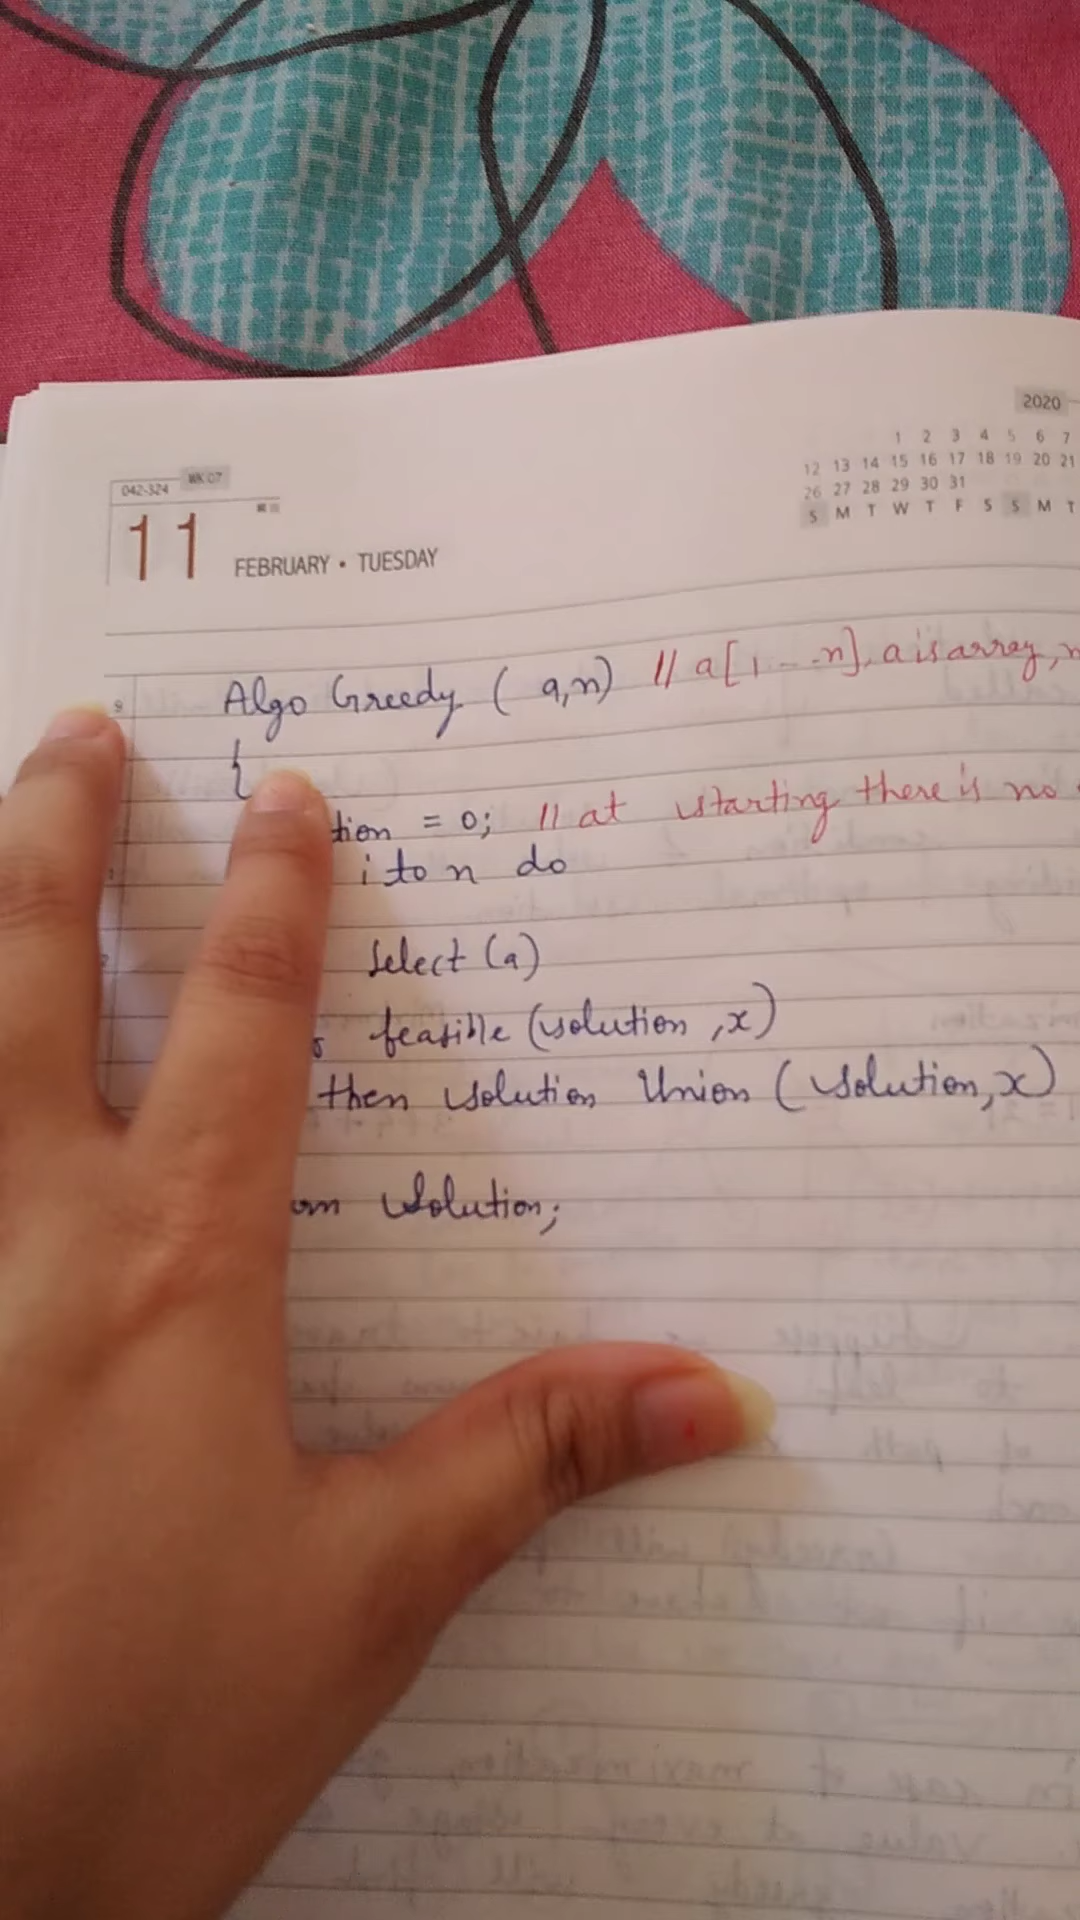 2020
1 2 3 4 5 6 7
12 13 14 15 16 17 18 19 20 21
26 27 28 29 30 31
S M T W T F S S M T
042-324 WK 07
11 FEBRUARY • TUESDAY
Algo Greedy ( a,n) // a[1 - - n], a is array, n
{
tion = 0; // at starting there is no
i to n do
Select (a)
feasible (solution ,x)
then solution Union ( solution, x)
solution;